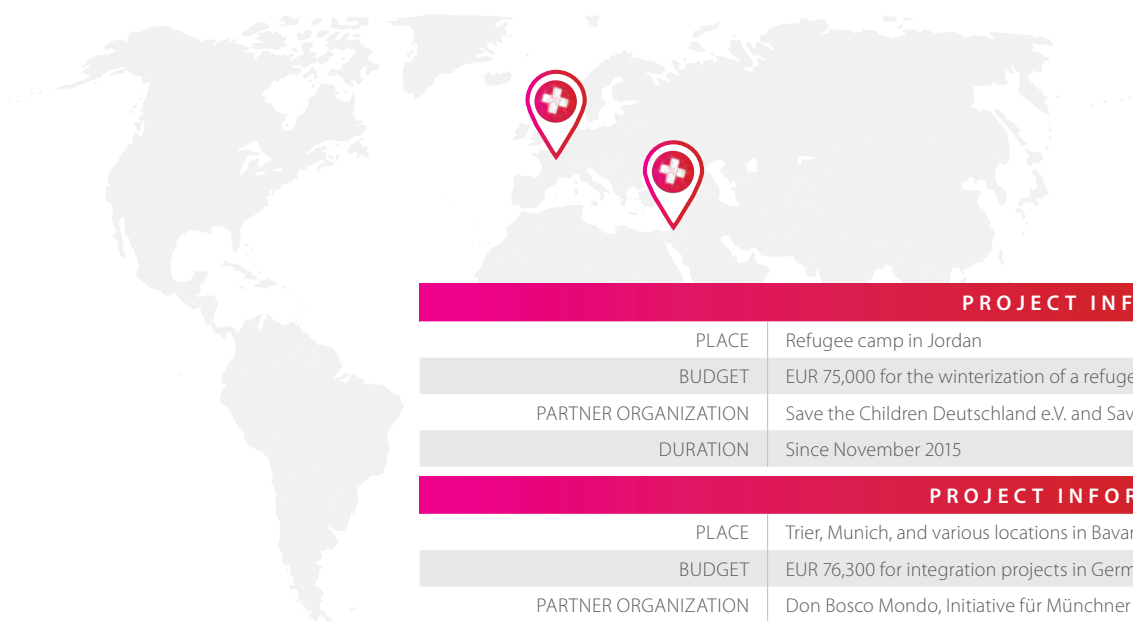 PROJECT INF
PLACE Refugee camp in Jordan
BUDGET EUR 75,000 for the winterization of a refuge
PARTNER ORGANIZATION Save the Children Deutschland e.V. and Sav
DURATION Since November 2015
PROJECT INFOR
PLACE Trier, Munich, and various locations in Bavar
BUDGET EUR 76,300 for integration projects in Germ
PARTNER ORGANIZATION Don Bosco Mondo, Initiative für Münchner